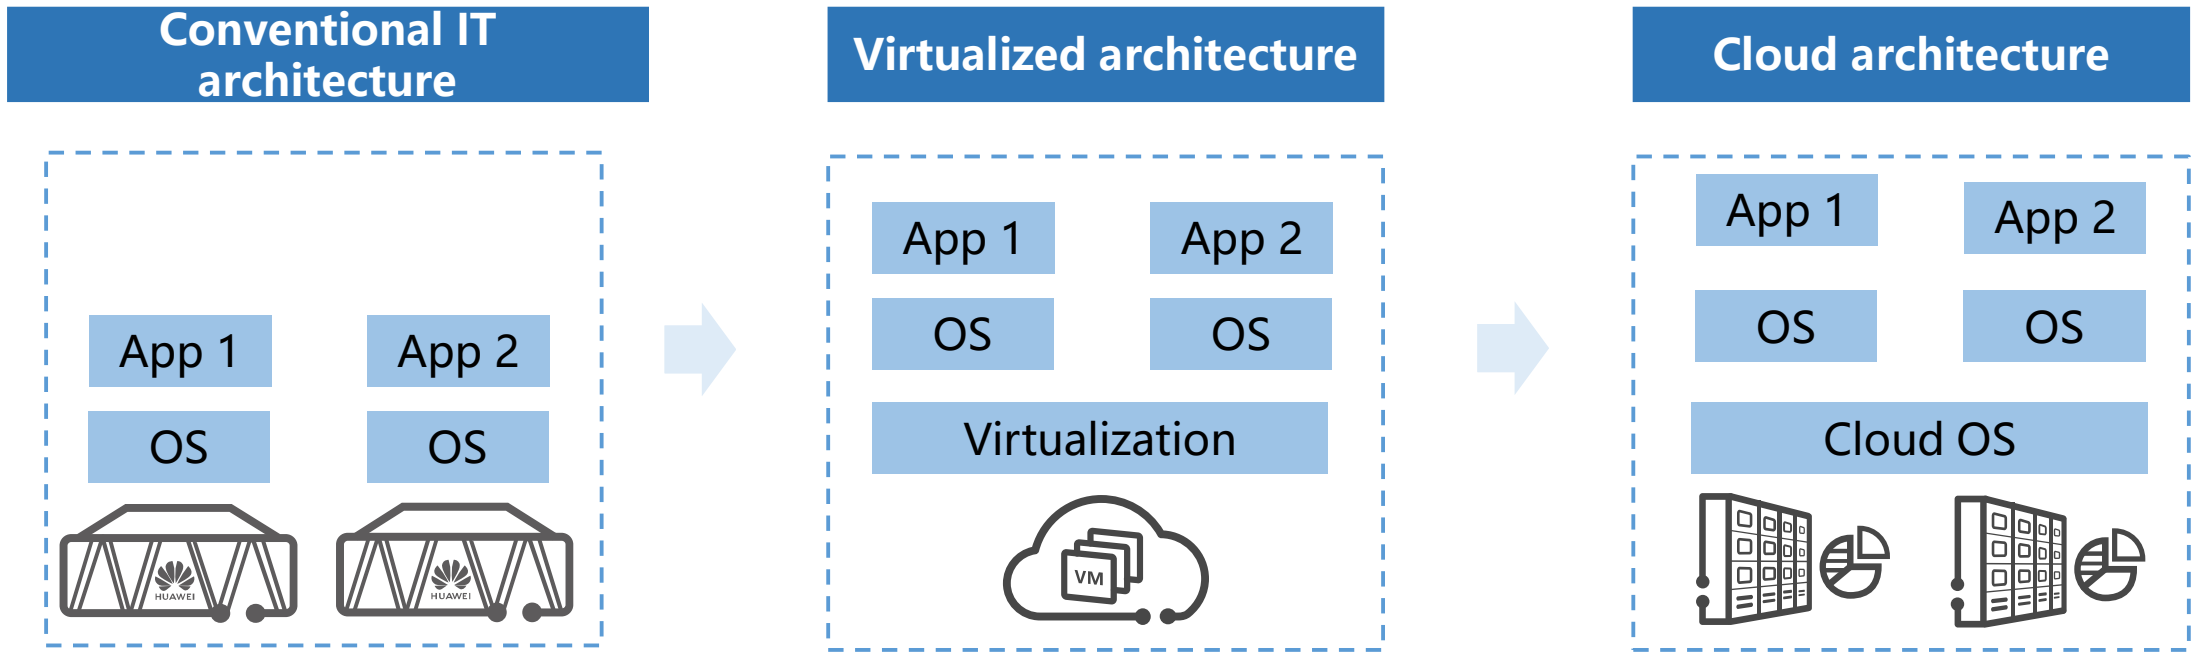 Conventional IT
architecture
Virtualized architecture
Cloud architecture
App 1
App 2
OS
OS
HUAWEI
HUAWEI
App 1
App 2
OS
OS
Virtualization
VM
App 1
App 2
OS
OS
Cloud OS